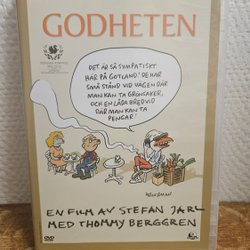 GODHETEN
DET ÄR SÅ SYMPATISKT
HÄR PÅ GOTLAND! DE HAR
SMÅ STÅND VID VÄGEN DÄR
MAN KAN TA GRÖNSAKER,
OCH EN LÅDA BREDVID
DÄR MAN KAN TA
PENGAR!
EN FILM AV STEFAN JARL
MED THOMMY BERGGREN
DVD